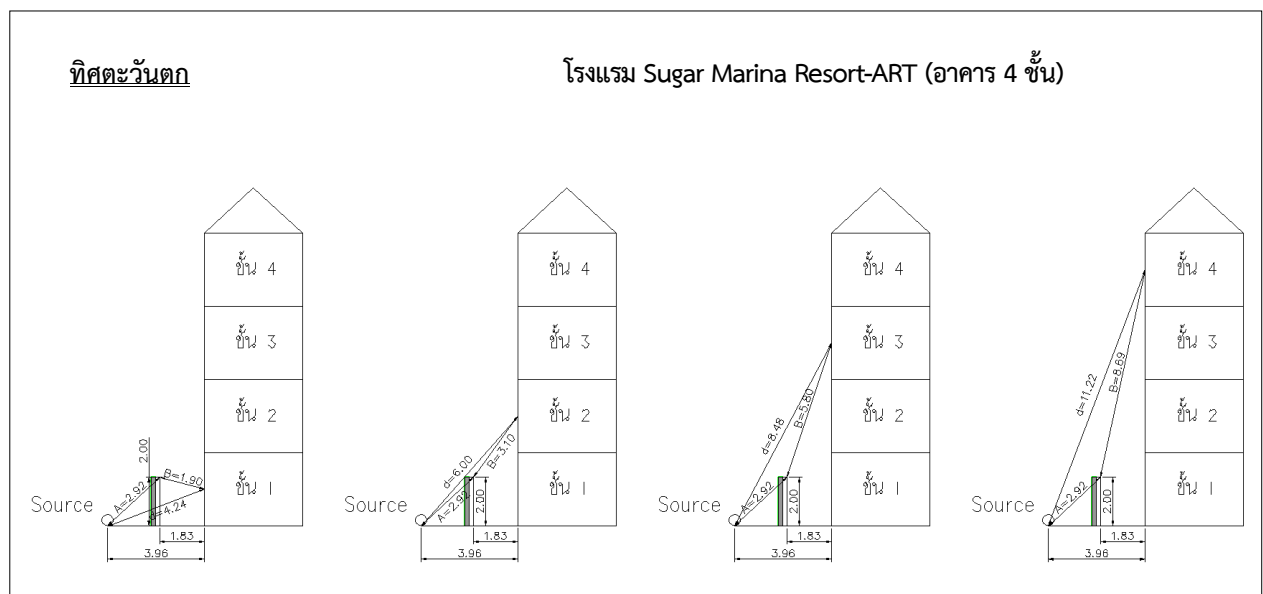 ทิศตะวันตก
โรงแรม Sugar Marina Resort-ART (อาคาร 4 ชั้น)
ชั้น 4
ชั้น 3
ชั้น 2
ชั้น 1
Source
2.00
A=2.92
B=1.90
d=4.24
1.83
3.96
ชั้น 4
ชั้น 3
ชั้น 2
ชั้น 1
Source
d=6.00
B=3.10
A=2.92
2.00
1.83
3.96
ชั้น 4
ชั้น 3
ชั้น 2
ชั้น 1
Source
d=8.48
B=5.80
A=2.92
2.00
1.83
3.96
ชั้น 4
ชั้น 3
ชั้น 2
ชั้น 1
Source
d=11.22
B=8.69
A=2.92
2.00
1.83
3.96